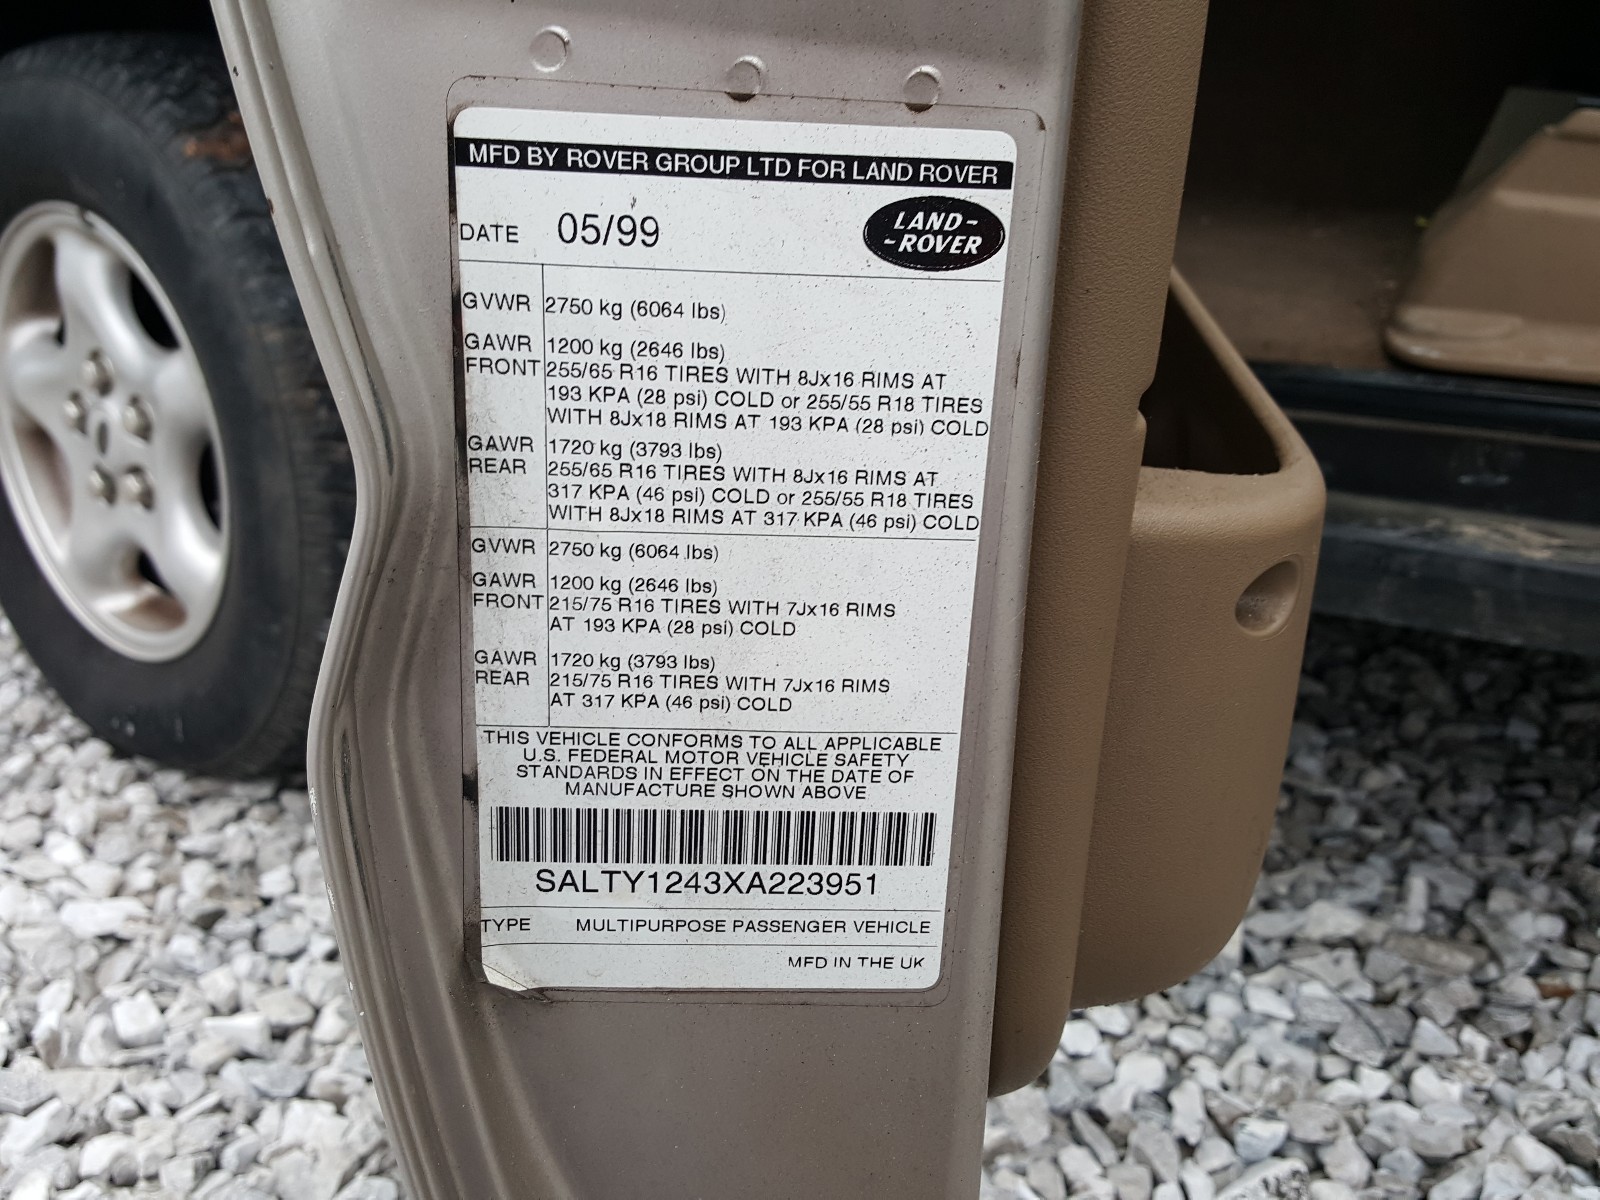 MFD BY ROVER GROUP LTD FOR LAND ROVER
DATE 05/99
LAND-
-ROVER
GVWR 2750 kg (6064 lbs)
GAWR 1200 kg (2646 lbs)
FRONT 255/65 R16 TIRES WITH 8Jx16 RIMS AT
193 KPA (28 psi) COLD or 255/55 R18 TIRES
WITH 8Jx18 RIMS AT 193 KPA (28 psi) COLD
GAWR 1720 kg (3793 lbs)
REAR 255/65 R16 TIRES WITH 8Jx16 RIMS AT
317 KPA (46 psi) COLD or 255/55 R18 TIRES
WITH 8Jx18 RIMS AT 317 KPA (46 psi) COLD
GVWR 2750 kg (6064 lbs)
GAWR 1200 kg (2646 lbs)
FRONT 215/75 R16 TIRES WITH 7Jx16 RIMS
AT 193 KPA (28 psi) COLD
GAWR 1720 kg (3793 lbs)
REAR 215/75 R16 TIRES WITH 7Jx16 RIMS
AT 317 KPA (46 psi) COLD
THIS VEHICLE CONFORMS TO ALL APPLICABLE
U.S. FEDERAL MOTOR VEHICLE SAFETY
STANDARDS IN EFFECT ON THE DATE OF
MANUFACTURE SHOWN ABOVE
SALTY1243XA223951
TYPE MULTIPURPOSE PASSENGER VEHICLE
MFD IN THE UK